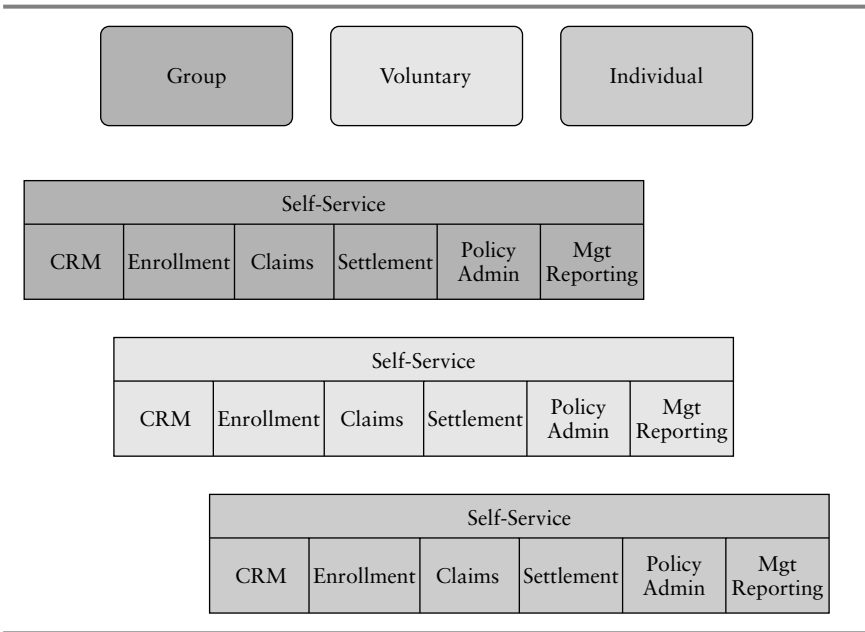 Group Voluntary Individual
Self-Service
CRM Enrollment Claims Settlement Policy Admin Mgt Reporting
Self-Service
CRM Enrollment Claims Settlement Policy Admin Mgt Reporting
Self-Service
CRM Enrollment Claims Settlement Policy Admin Mgt Reporting